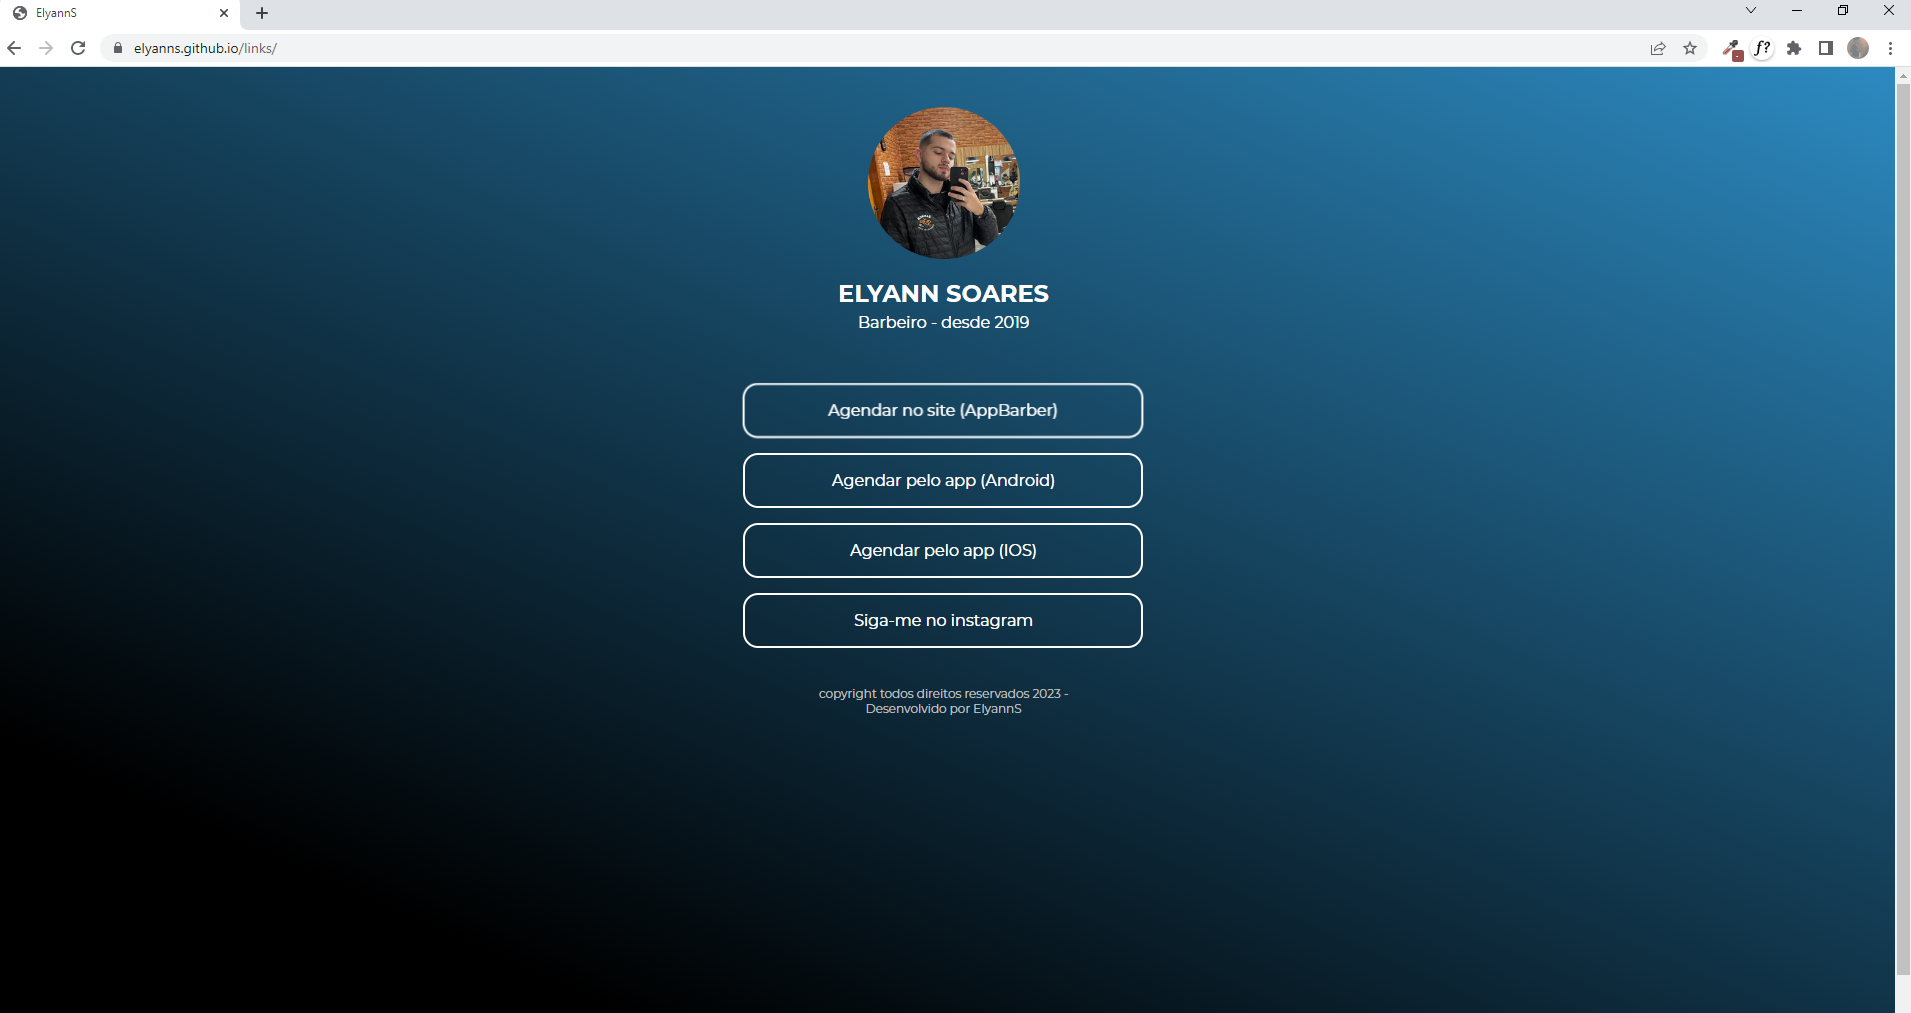 ElyannS
elyanns.github.io/links/
f?
ELYANN SOARES
Barbeiro - desde 2019
Agendar no site (AppBarber)
Agendar pelo app (Android)
Agendar pelo app (IOS)
Siga-me no instagram
copyright todos direitos reservados 2023 -
Desenvolvido por ElyannS